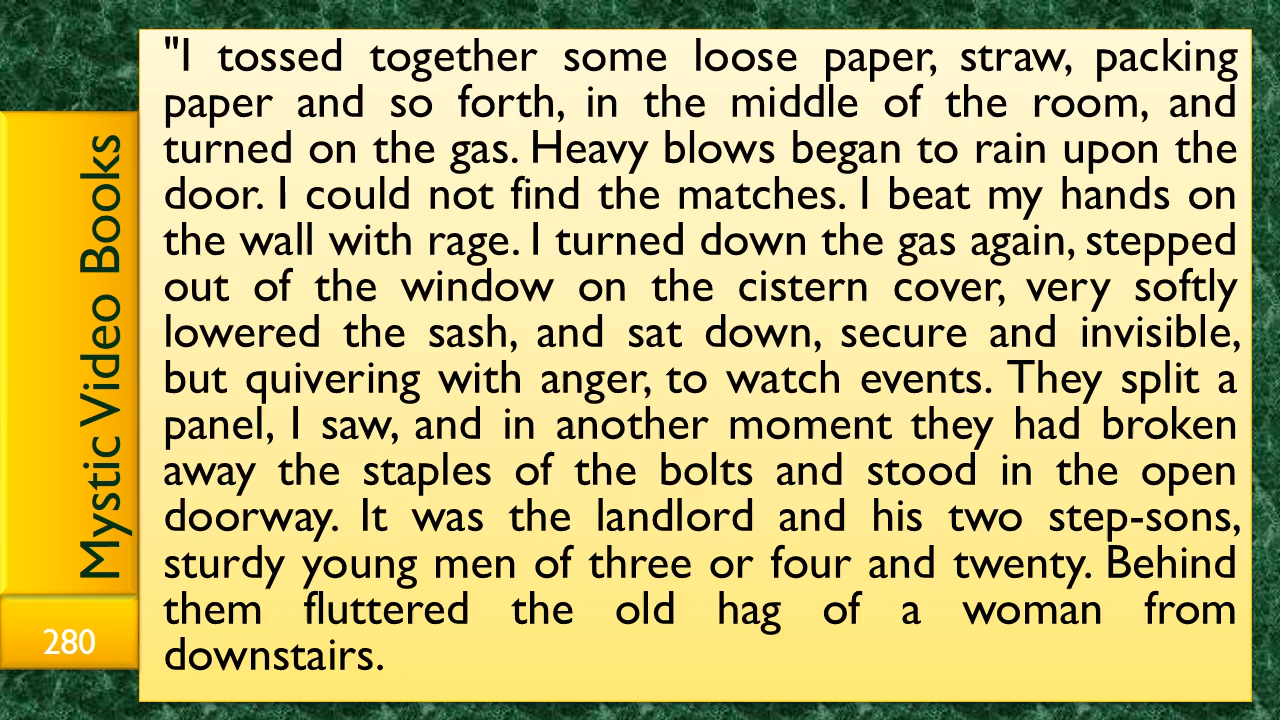 "I tossed together some loose paper, straw, packing
paper and so forth, in the middle of the room, and
turned on the gas. Heavy blows began to rain upon the
door. I could not find the matches. I beat my hands on
the wall with rage. I turned down the gas again, stepped
out of the window on the cistern cover, very softly
lowered the sash, and sat down, secure and invisible,
but quivering with anger, to watch events. They split a
panel, I saw, and in another moment they had broken
away the staples of the bolts and stood in the open
doorway. It was the landlord and his two step-sons,
sturdy young men of three or four and twenty. Behind
them fluttered the old hag of a woman from
downstairs.
Mystic Video Books
280